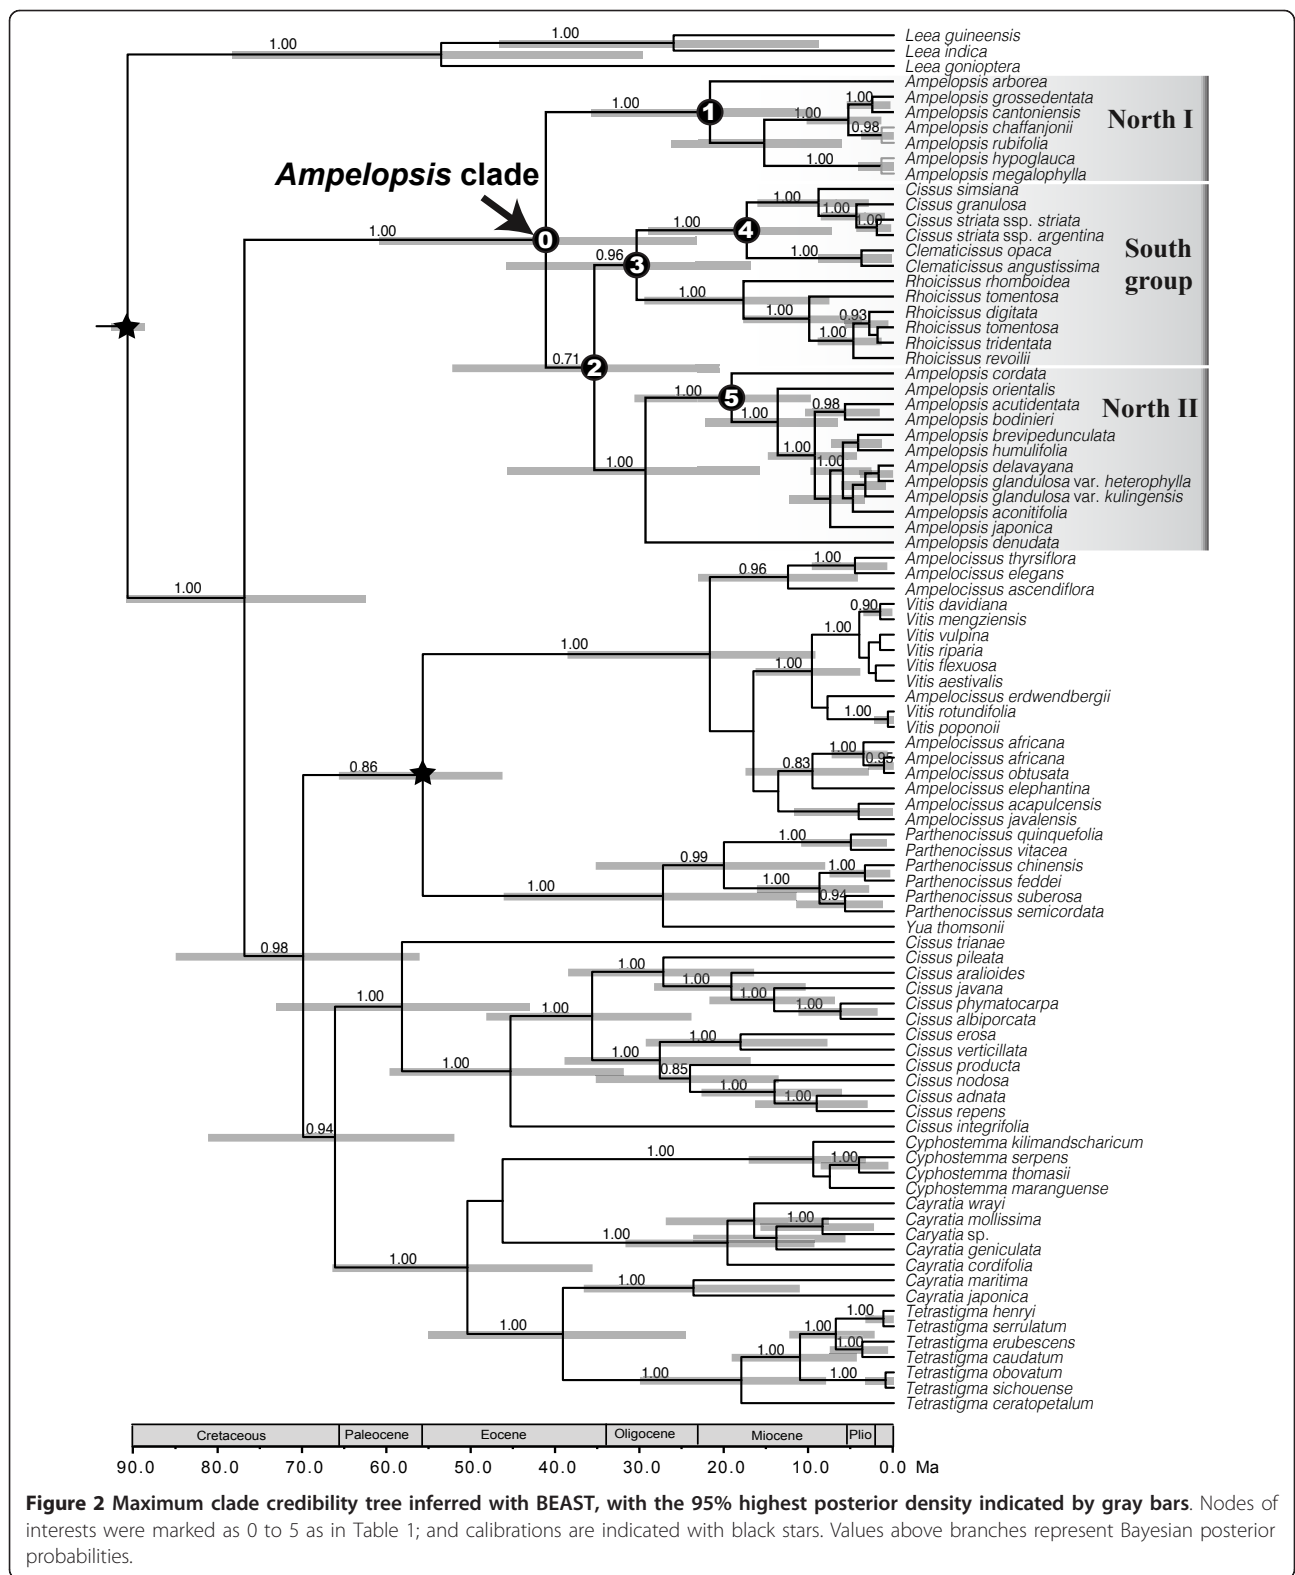 1.00
1.00
Leea guineensis
Leea indica
Leea gonioptera
Ampelopsis arborea
1.00
1
1.00
Ampelopsis grossedentata
Ampelopsis cantoniensis
1.00
North I
0.98
Ampelopsis chaffanjonii
Ampelopsis rubifolia
1.00
Ampelopsis hypoglauca
Ampelopsis megalophylla
Ampelopsis clade
1.00
0
1.00
Cissus simsiana
1.00
Cissus granulosa
1.00
4
1.00
Cissus striata ssp. striata
Cissus striata ssp. argentina
South group
1.00
Clematicissus opaca
0.96
3
Clematicissus angustissima
Rhoicissus rhomboidea
1.00
Rhoicissus tomentosa
1.00
0.93
Rhoicissus digitata
Rhoicissus tomentosa
1.00
Rhoicissus tridentata
Rhoicissus revoilii
0.71
2
Ampelopsis cordata
1.00
5
Ampelopsis orientalis
1.00
0.98
Ampelopsis acutidentata
North II
Ampelopsis bodinieri
Ampelopsis brevipedunculata
1.00
Ampelopsis humulifolia
1.00
1.00
Ampelopsis delavayana
Ampelopsis glandulosa var. heterophylla
Ampelopsis glandulosa var. kulingensis
Ampelopsis aconitifolia
Ampelopsis japonica
Ampelopsis denudata
1.00
1.00
Ampelocissus thyrsiflora
0.96
Ampelocissus elegans
Ampelocissus ascendiflora
0.90
Vitis davidiana
Vitis mengziensis
1.00
Vitis vulpina
1.00
Vitis riparia
1.00
Vitis flexuosa
Vitis aestivalis
Ampelocissus erdwendbergii
1.00
Vitis rotundifolia
Vitis poponoii
1.00
Ampelocissus africana
0.95
Ampelocissus africana
0.83
Ampelocissus obtusata
0.86
Ampelocissus elephantina
Ampelocissus acapulcensis
Ampelocissus javalensis
1.00
Parthenocissus quinquefolia
Parthenocissus vitacea
0.99
1.00
Parthenocissus chinensis
1.00
Parthenocissus feddei
1.00
0.94
Parthenocissus suberosa
Parthenocissus semicordata
Yua thomsonii
0.98
Cissus trianae
Cissus pileata
1.00
Cissus aralioides
1.00
Cissus javana
1.00
1.00
1.00
Cissus phymatocarpa
1.00
Cissus albiporcata
Cissus erosa
1.00
Cissus verticillata
1.00
1.00
Cissus producta
0.85
Cissus nodosa
1.00
Cissus adnata
1.00
Cissus repens
0.94
Cissus integrifolia
Cyphostemma kilimandscharicum
1.00
1.00
Cyphostemma serpens
Cyphostemma thomasii
Cyphostemma maranguense
Cayratia wrayi
1.00
Cayratia mollissima
1.00
Caryatia sp.
Cayratia geniculata
1.00
Cayratia cordifolia
1.00
Cayratia maritima
Cayratia japonica
1.00
Tetrastigma henryi
1.00
1.00
Tetrastigma serrulatum
1.00
Tetrastigma erubescens
1.00
Tetrastigma caudatum
1.00
1.00
Tetrastigma obovatum
Tetrastigma sichouense
Tetrastigma ceratopetalum
Cretaceous Paleocene Eocene Oligocene Miocene Plio
90.0 80.0 70.0 60.0 50.0 40.0 30.0 20.0 10.0 0.0 Ma
Figure 2 Maximum clade credibility tree inferred with BEAST, with the 95% highest posterior density indicated by gray bars. Nodes of
interests were marked as 0 to 5 as in Table 1; and calibrations are indicated with black stars. Values above branches represent Bayesian posterior
probabilities.